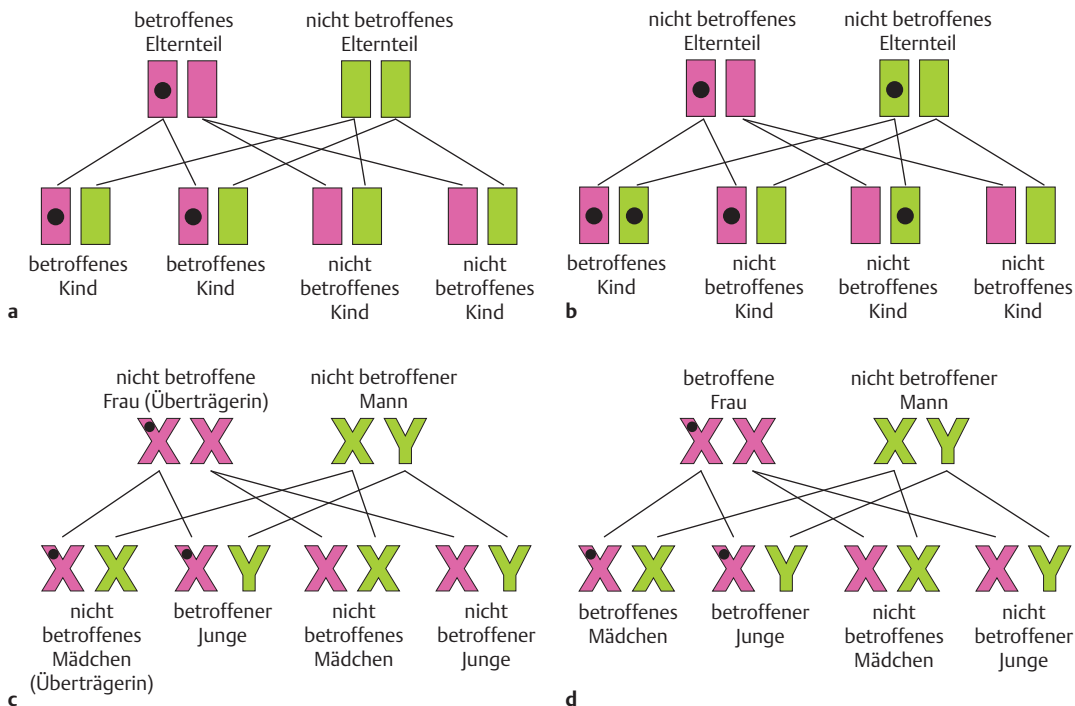 betroffenes
Elternteil
nicht betroffenes
Elternteil
betroffenes
Kind
betroffenes
Kind
nicht
betroffenes
Kind
nicht
betroffenes
Kind
a
nicht betroffenes
Elternteil
nicht betroffenes
Elternteil
betroffenes
Kind
nicht
betroffenes
Kind
nicht
betroffenes
Kind
nicht
betroffenes
Kind
b
nicht betroffene
Frau (Überträgerin)
nicht betroffener
Mann
X X
X Y
X X
X Y
X X
X Y
nicht
betroffenes
Mädchen
(Überträgerin)
betroffener
Junge
nicht
betroffenes
Mädchen
nicht
betroffener
Junge
c
betroffene
Frau
nicht betroffener
Mann
X X
X Y
X X
X Y
X X
X Y
betroffenes
Mädchen
betroffener
Junge
nicht
betroffenes
Mädchen
nicht
betroffener
Junge
d